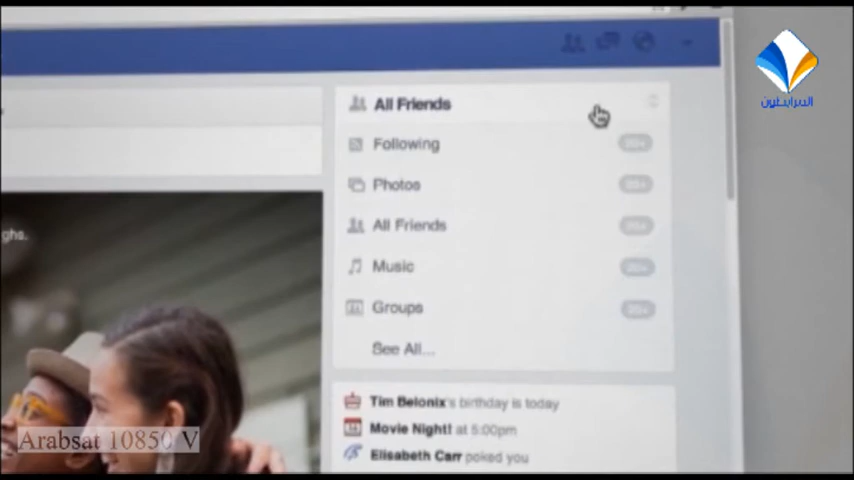 All Friends
المرابطون
Following
Photos
ghs.
All Friends
Music
Groups
See All...
Tim Belonix's birthday is today
Movie Night! at 5:00pm
Elisabeth Carr poked you
Arabsat 10850 V